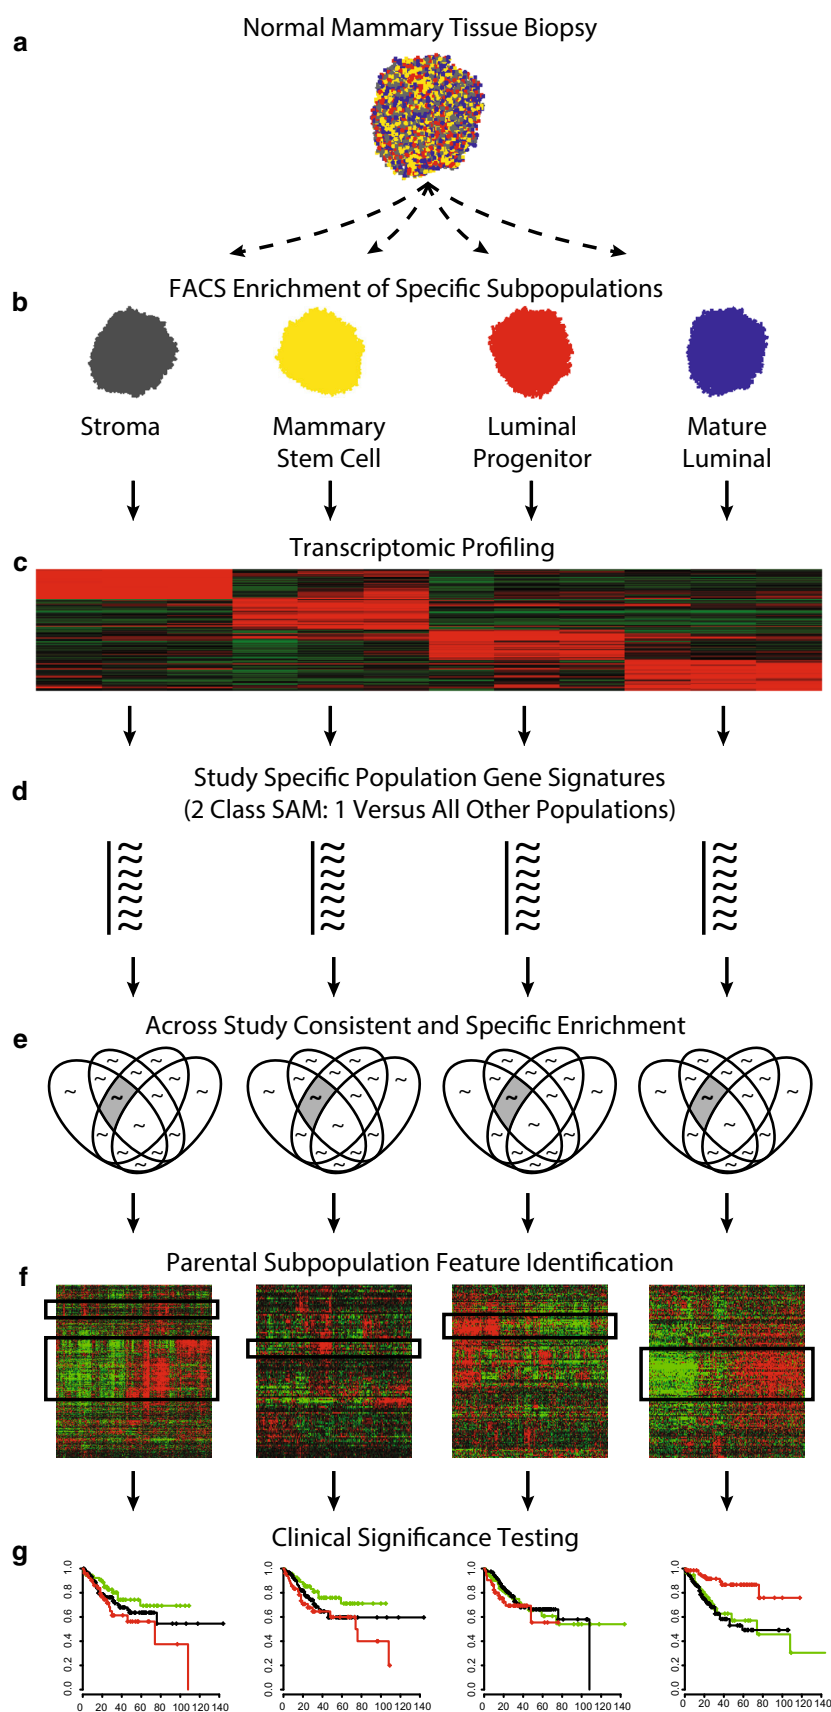 a
Normal Mammary Tissue Biopsy
b
FACS Enrichment of Specific Subpopulations
Stroma
Mammary
Stem Cell
Luminal
Progenitor
Mature
Luminal
c
Transcriptomic Profiling
d
Study Specific Population Gene Signatures
(2 Class SAM: 1 Versus All Other Populations)
e
Across Study Consistent and Specific Enrichment
f
Parental Subpopulation Feature Identification
g
Clinical Significance Testing
0.0 0.2 0.4 0.6 0.8 1.0
0 20 40 60 80 100 120 140
0.0 0.2 0.4 0.6 0.8 1.0
0 20 40 60 80 100 120 140
0.0 0.2 0.4 0.6 0.8 1.0
0 20 40 60 80 100 120 140
0.0 0.2 0.4 0.6 0.8 1.0
0 20 40 60 80 100 120 140